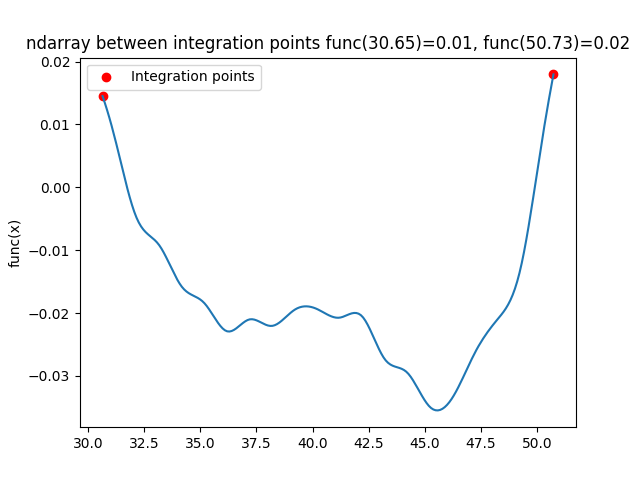 ndarray between integration points func(30.65)=0.01, func(50.73)=0.02
Integration points
0.02
0.01
0.00
−0.01
−0.02
−0.03
func(x)
30.0 32.5 35.0 37.5 40.0 42.5 45.0 47.5 50.0